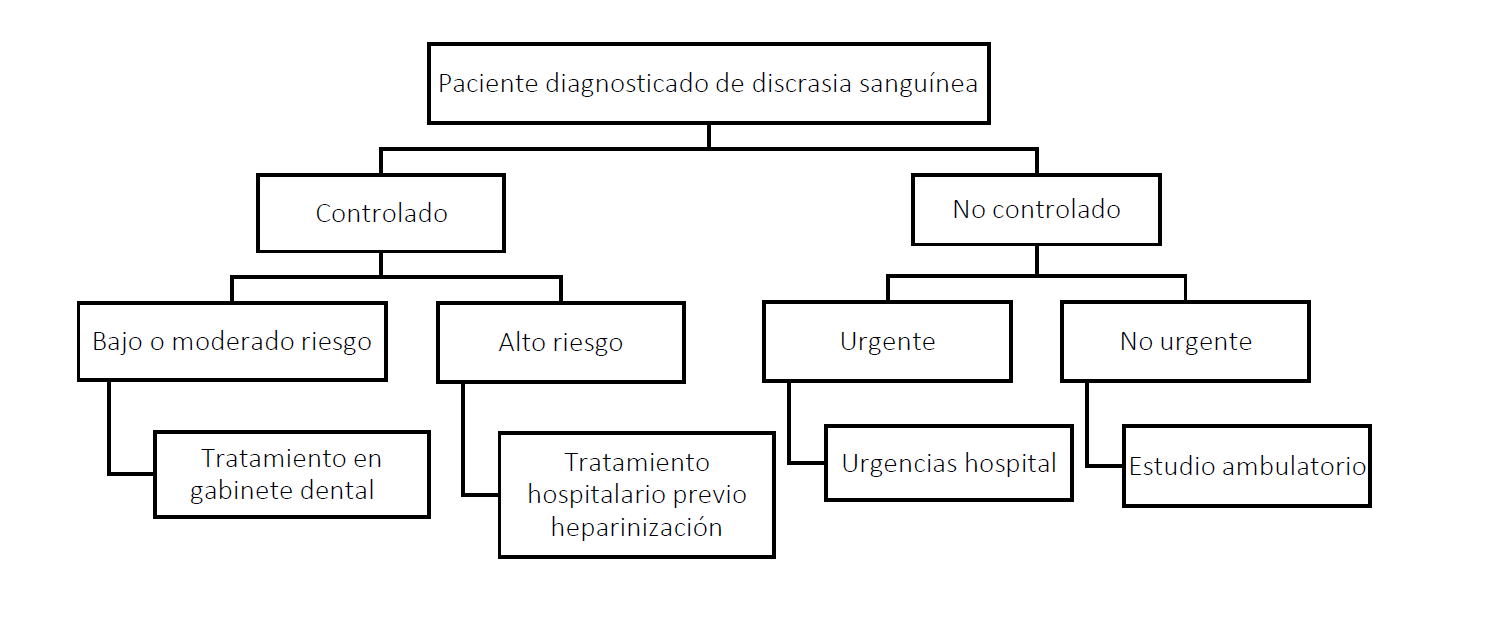 Paciente diagnosticado de discrasia sanguínea
Controlado
No controlado
Bajo o moderado riesgo
Alto riesgo
Urgente
No urgente
Tratamiento en
gabinete dental
Tratamiento
hospitalario previo
heparinización
Urgencias hospital
Estudio ambulatorio